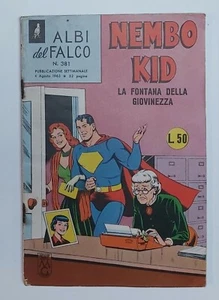 ALBI
del FALCO
N. 381
PUBBLICAZIONE SETTIMANALE
NEMBO
KID
LA FONTANA DELLA
GIOVINEZZA
L.50